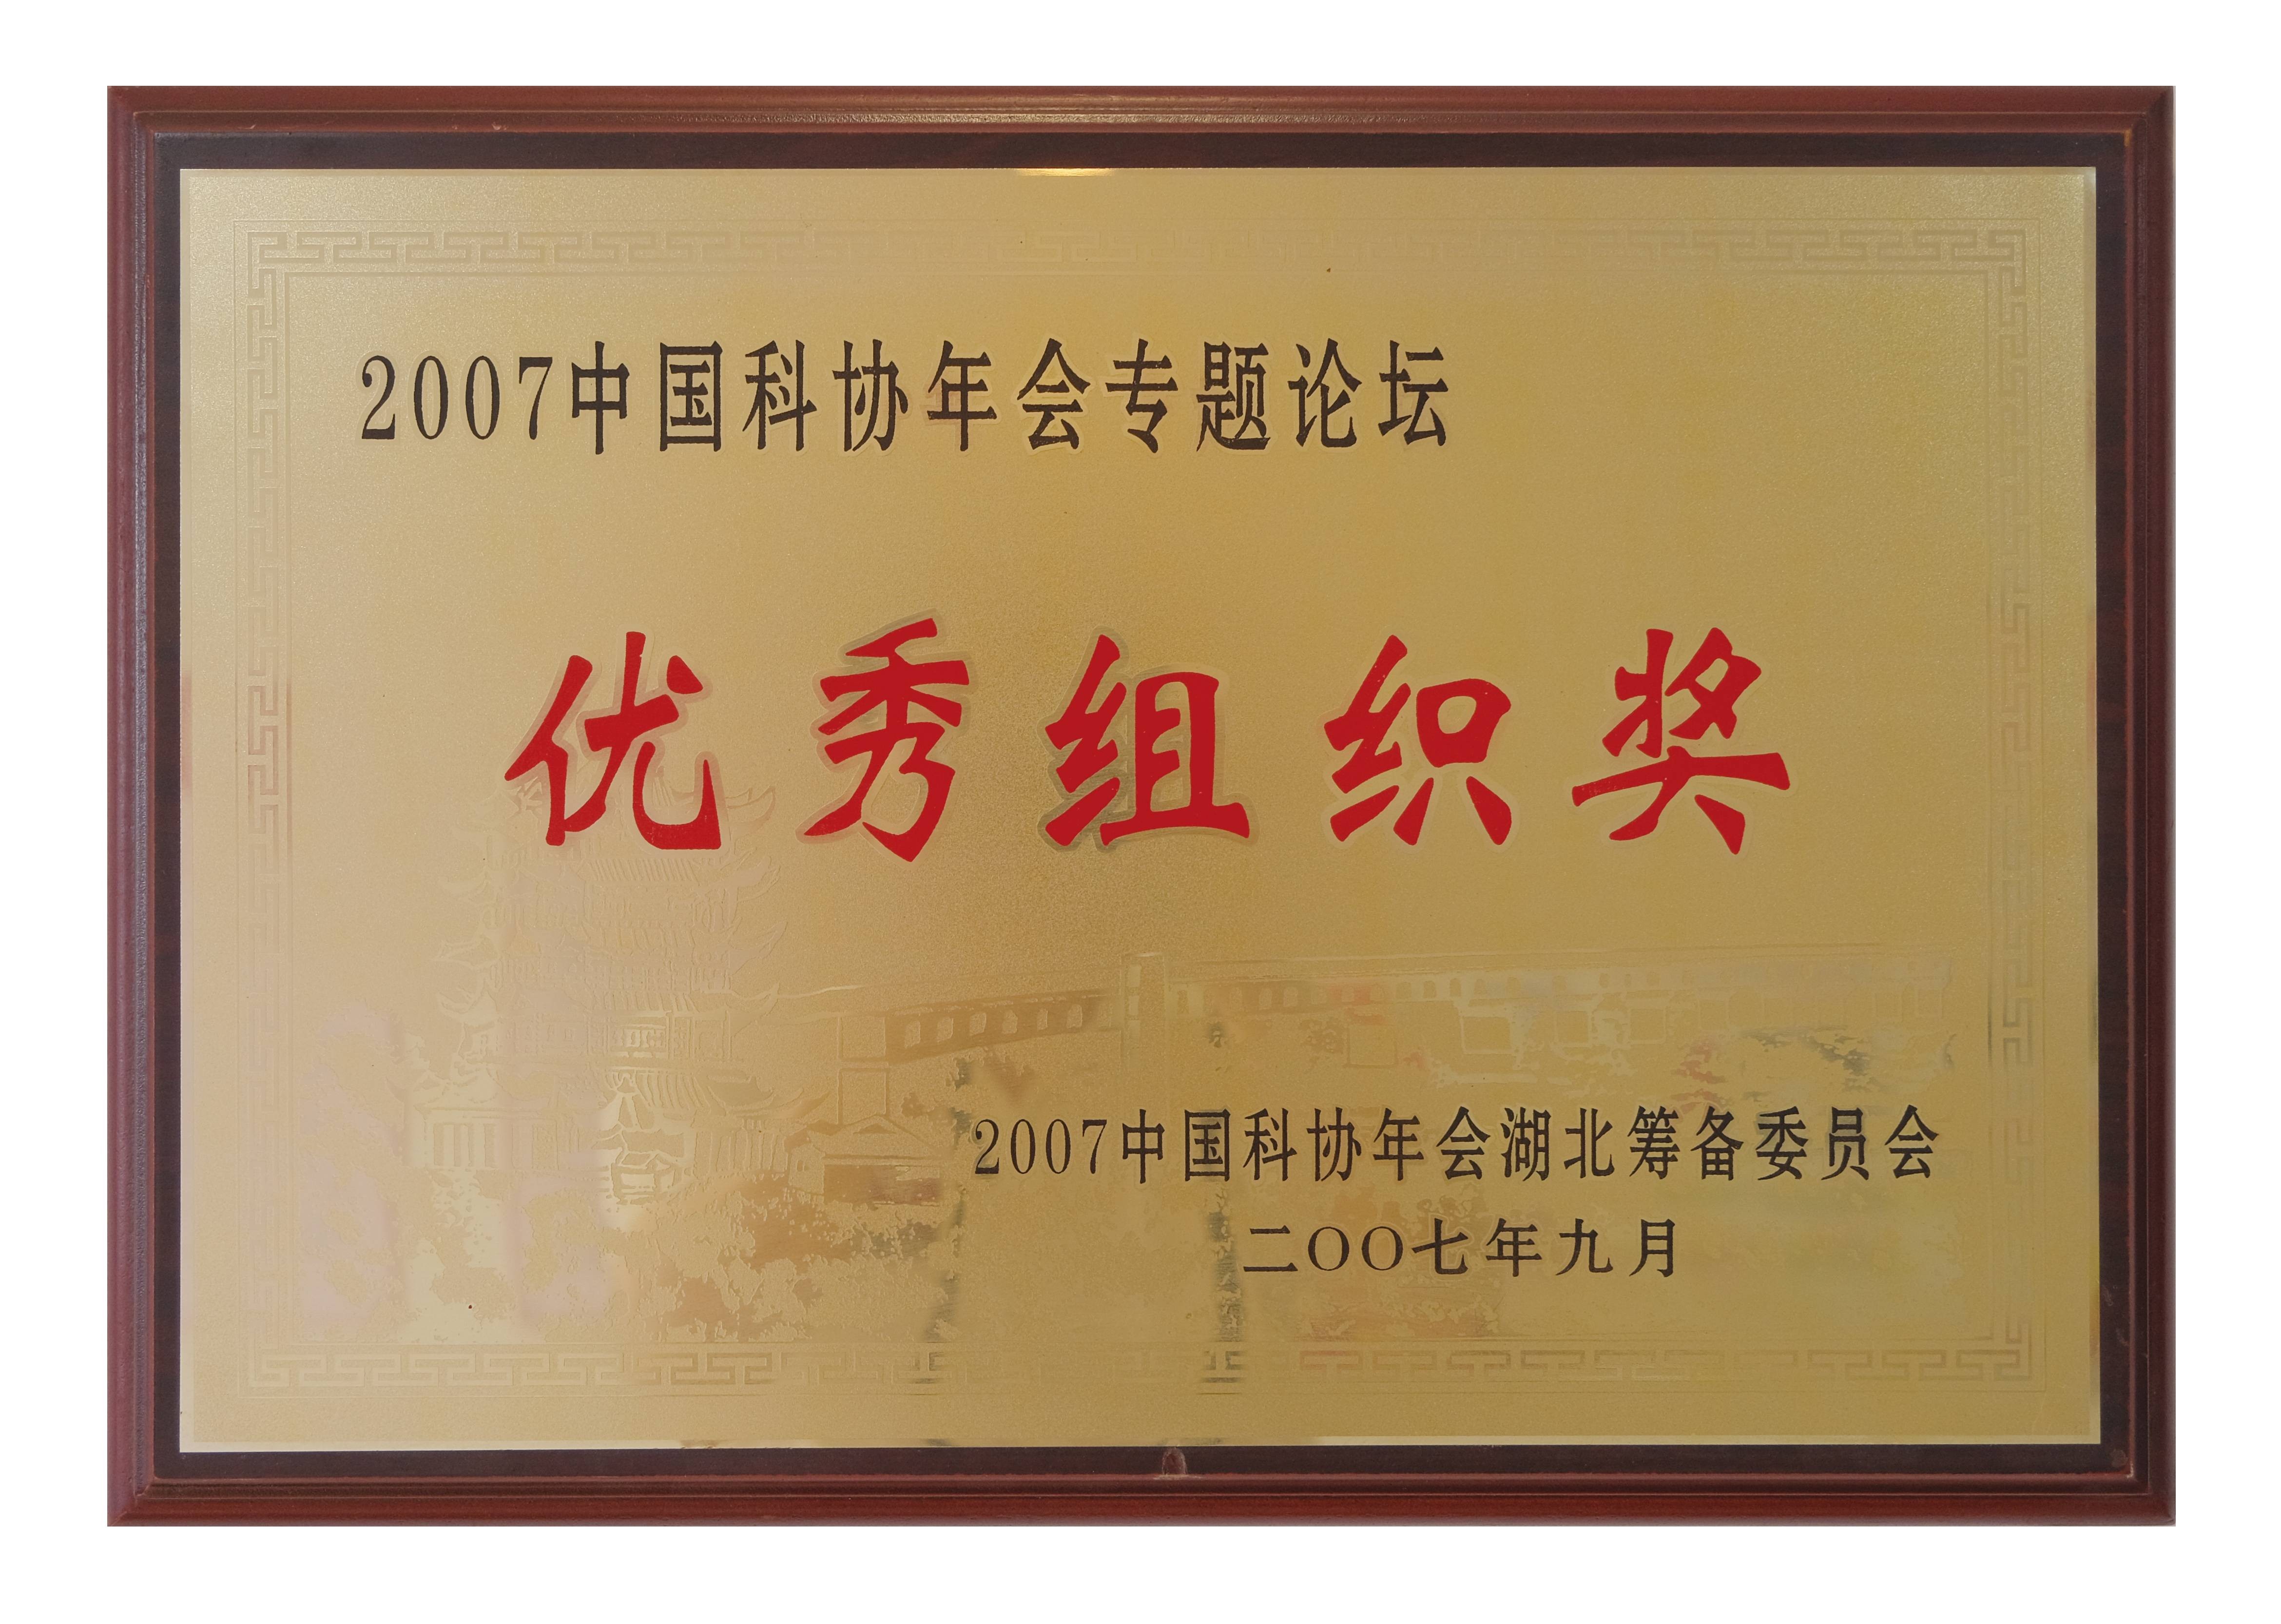 2007中国科协年会专题论坛
优秀组织奖
2007中国科协年会湖北筹备委员会
二〇〇七年九月